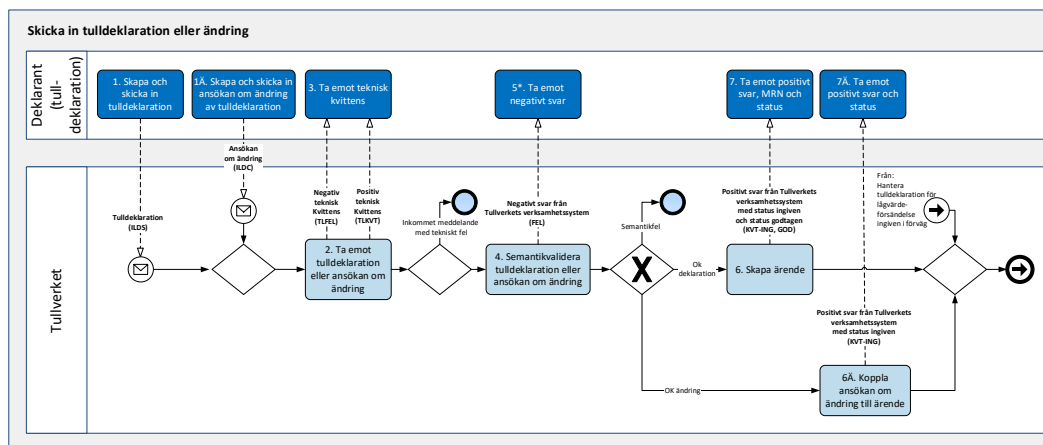 Skicka in tulldeklaration eller ändring
Deklarant
(tull-
deklaration)
1. Skapa och
skicka in
tulldeklaration
1Ä. Skapa och skicka in
ansökan om ändring
av tulldeklaration
3. Ta emot teknisk
kvittens
5*. Ta emot
negativt svar
7. Ta emot positivt
svar, MRN och
status
7Ä. Ta emot
positivt svar och
status
Tullverket
Tulldeklaration
(ILDS)
Ansökan
om ändring
(ILDC)
Negativ
teknisk
Kvittens
(TLFEL)
Positiv
teknisk
Kvittens
(TLKVT)
2. Ta emot
tulldeklaration
eller ansökan om
ändring
Inkommet meddelande
med tekniskt fel
Negativt svar från
Tullverkets verksamhetssystem
(FEL)
4. Semantikvalidera
tulldeklaration eller
ansökan om ändring
Semantikfel
X
Ok
deklaration
OK ändring
Positivt svar från Tullverkets
verksamhetssystem
med status ingiven
och status godtagen
(KVT-ING, GOD)
6. Skapa ärende
Positivt svar från Tullverkets
verksamhetssystem
med status ingiven
(KVT-ING)
6Ä. Koppla
ansökan om
ändring till ärende
Från:
Hantera
tulldeklaration för
lågvärde-
försändelse
ingiven i förväg